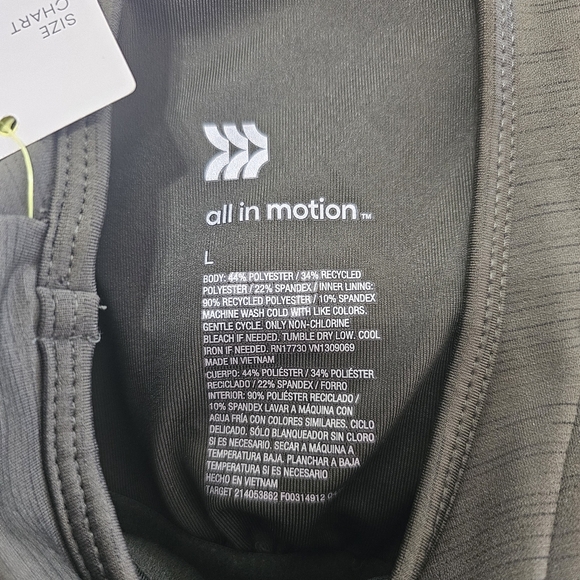 SIZE
CHART
all in motion™
L
BODY: 44% POLYESTER / 34% RECYCLED
POLYESTER / 22% SPANDEX / INNER LINING:
90% RECYCLED POLYESTER / 10% SPANDEX
MACHINE WASH COLD WITH LIKE COLORS.
GENTLE CYCLE. ONLY NON-CHLORINE
BLEACH IF NEEDED. TUMBLE DRY LOW. COOL
IRON IF NEEDED. RN17730 VN1309069
MADE IN VIETNAM
CUERPO: 44% POLIÉSTER / 34% POLIÉSTER
RECICLADO / 22% SPANDEX / FORRO
INTERIOR: 90% POLIÉSTER RECICLADO /
10% SPANDEX LAVAR A MÁQUINA CON
AGUA FRÍA CON COLORES SIMILARES. CICLO
DELICADO. SÓLO BLANQUEADOR SIN CLORO
SI ES NECESARIO. SECAR A MÁQUINA A
TEMPERATURA BAJA. PLANCHAR A BAJA
TEMPERATURA SI ES NECESARIO
HECHO EN VIETNAM
TARGET 214053862 F00314912